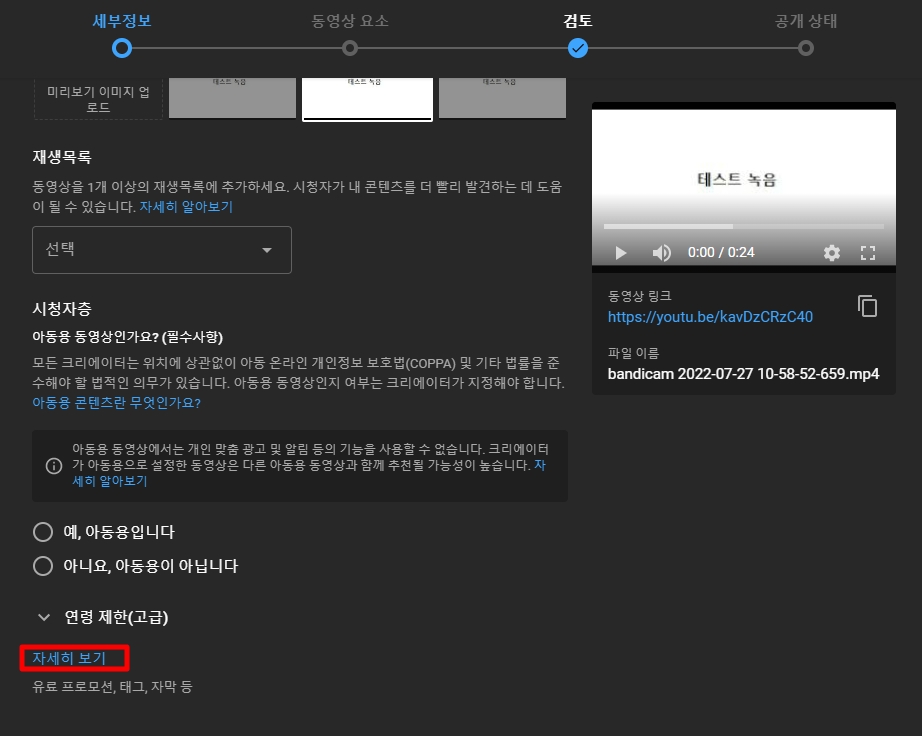 세부정보
동영상 요소
검토
공개 상태
미리보기 이미지 업
로드
테스트 녹음
테스트 녹음
테스트 녹음
재생목록
동영상을 1개 이상의 재생목록에 추가하세요. 시청자가 내 콘텐츠를 더 빨리 발견하는 데 도움
이 될 수 있습니다. 자세히 알아보기
선택
시청자층
아동용 동영상인가요? (필수사항)
모든 크리에이터는 위치에 상관없이 아동 온라인 개인정보 보호법(COPPA) 및 기타 법률을 준
수해야 할 법적인 의무가 있습니다. 아동용 동영상인지 여부는 크리에이터가 지정해야 합니다.
아동용 콘텐츠란 무엇인가요?
아동용 동영상에서는 개인 맞춤 광고 및 알림 등의 기능을 사용할 수 없습니다. 크리에이터
가 아동용으로 설정한 동영상은 다른 아동용 동영상과 함께 추천될 가능성이 높습니다. 자
세히 알아보기
예, 아동용입니다
아니요, 아동용이 아닙니다
연령 제한(고급)
자세히 보기
유료 프로모션, 태그, 자막 등
테스트 녹음
0:00 / 0:24
동영상 링크
https://youtu.be/kavDzCRzC40
파일 이름
bandicam 2022-07-27 10-58-52-659.mp4